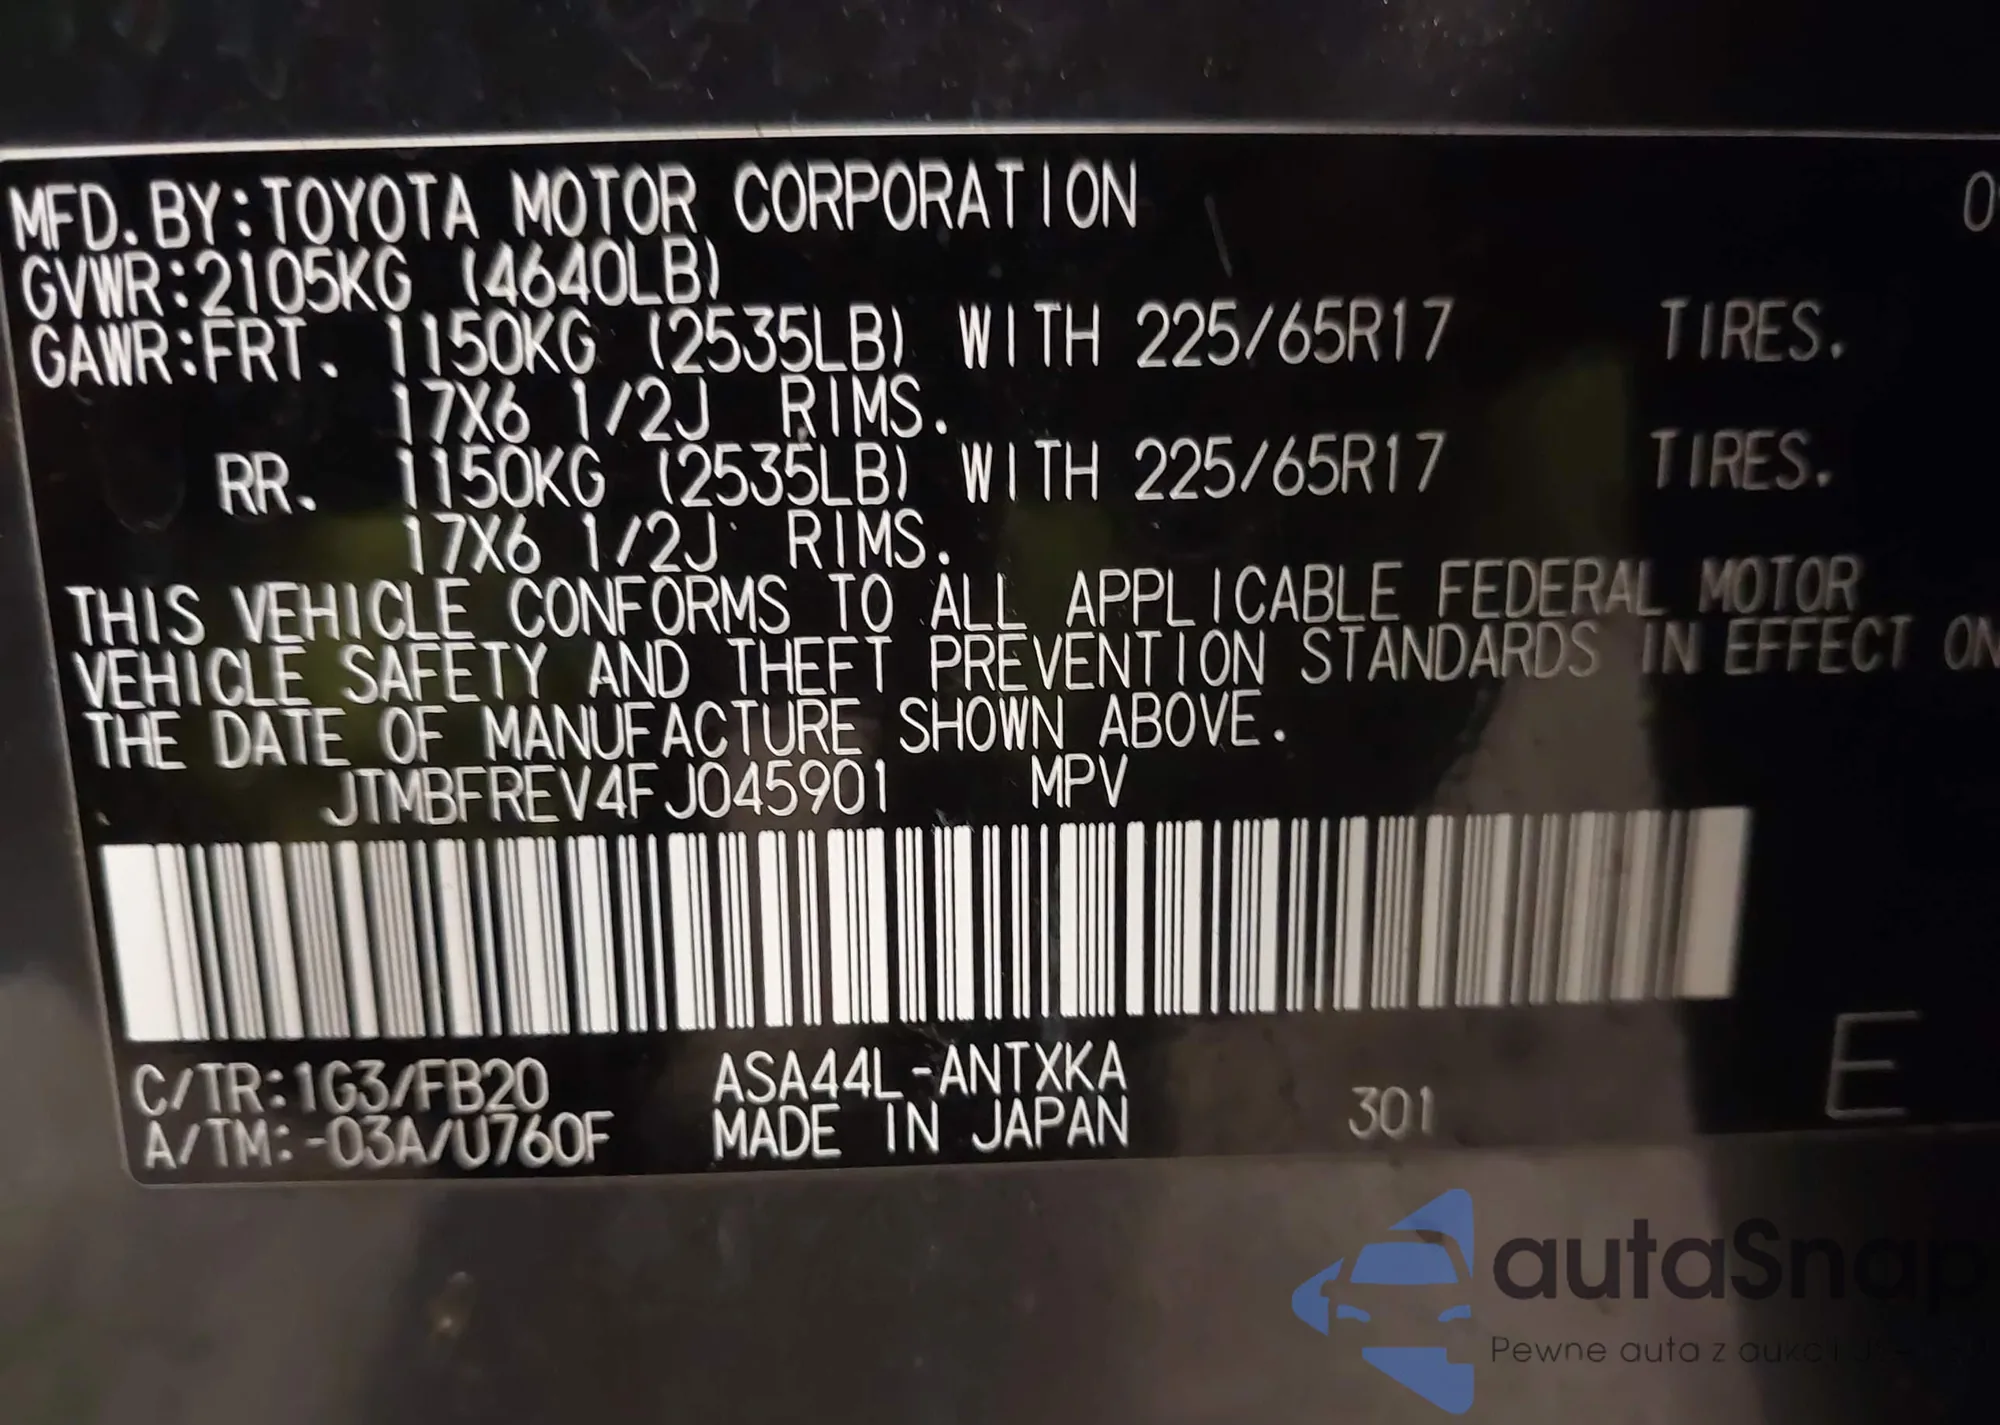 MFD.BY:TOYOTA MOTOR CORPORATION
GVWR:2105KG (4640LB)
GAWR:FRT. 1150KG (2535LB) WITH 225/65R17 TIRES.
17X6 1/2J RIMS.
RR. 1150KG (2535LB) WITH 225/65R17 TIRES.
17X6 1/2J RIMS.
THIS VEHICLE CONFORMS TO ALL APPLICABLE FEDERAL MOTOR
VEHICLE SAFETY AND THEFT PREVENTION STANDARDS IN EFFECT ON
THE DATE OF MANUFACTURE SHOWN ABOVE.
JTMBFREV4FJ045901 MPV
C/TR:1G3/FB20 ASA44L-ANTXKA
A/TM:-03A/U760F MADE IN JAPAN 301 E
autaSnap
Pewne auta z